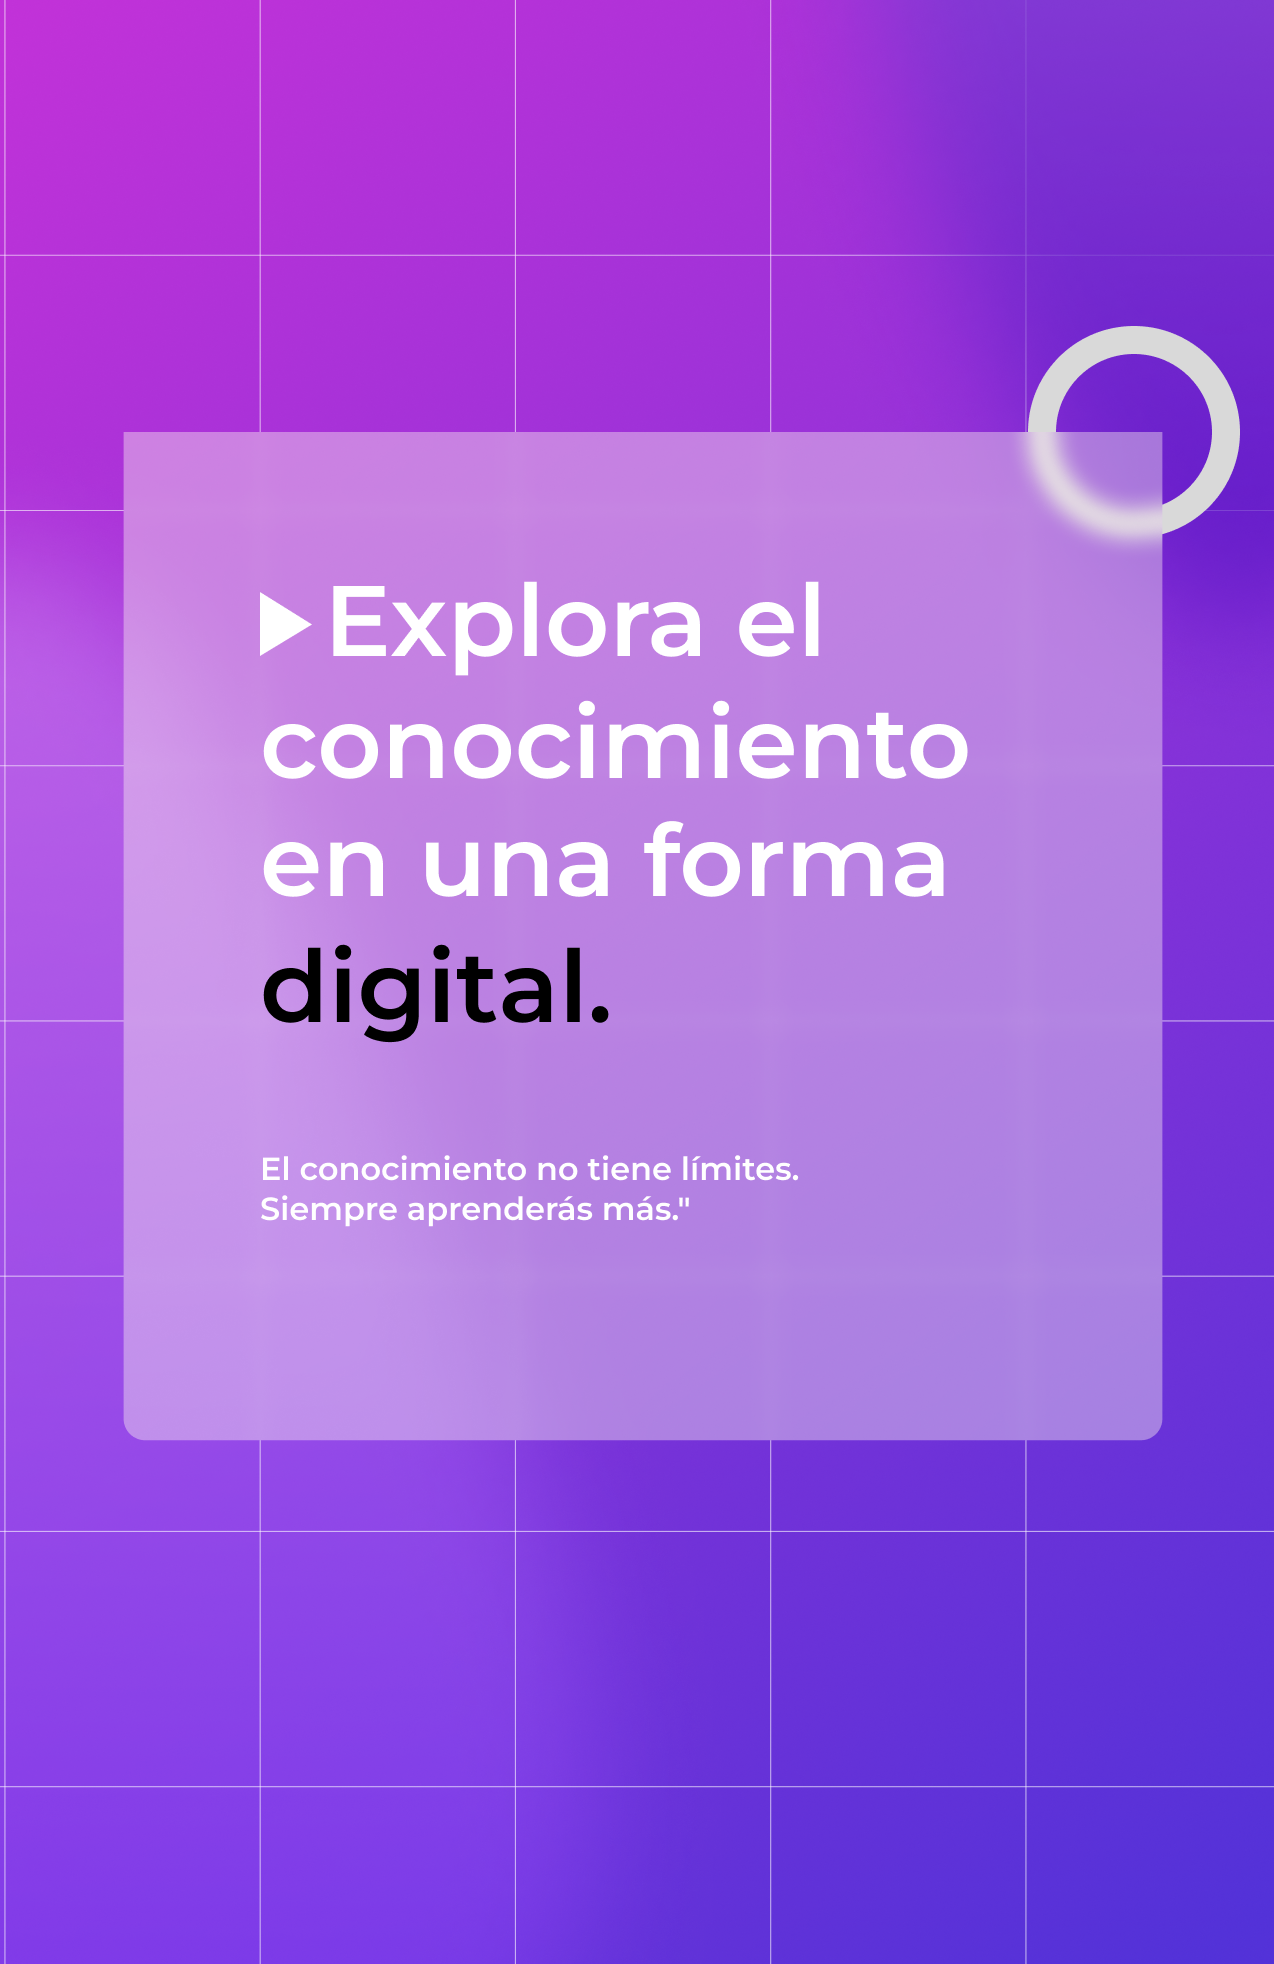 Explora el
conocimiento
en una forma
digital.
El conocimiento no tiene límites.
Siempre aprenderás más."